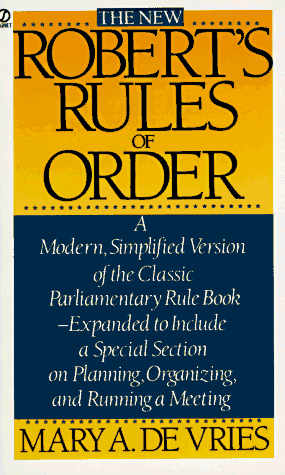 THE NEW
ROBERT'S
RULES
OF
ORDER
A
Modern, Simplified Version
of the Classic
Parliamentary Rule Book
–Expanded to Include
a Special Section
on Planning, Organizing,
and Running a Meeting
MARY A. DE VRIES